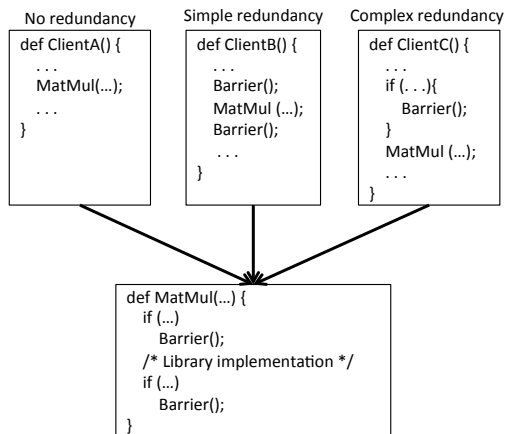 No redundancy
def ClientA() {
. . .
MatMul(…);
. . .
}
Simple redundancy
def ClientB() {
. . .
Barrier();
MatMul (…);
Barrier();
. . .
}
Complex redundancy
def ClientC() {
. . .
if (. . .){
Barrier();
}
MatMul (…);
. . .
}
def MatMul(…) {
if (…)
Barrier();
/* Library implementation */
if (…)
Barrier();
}